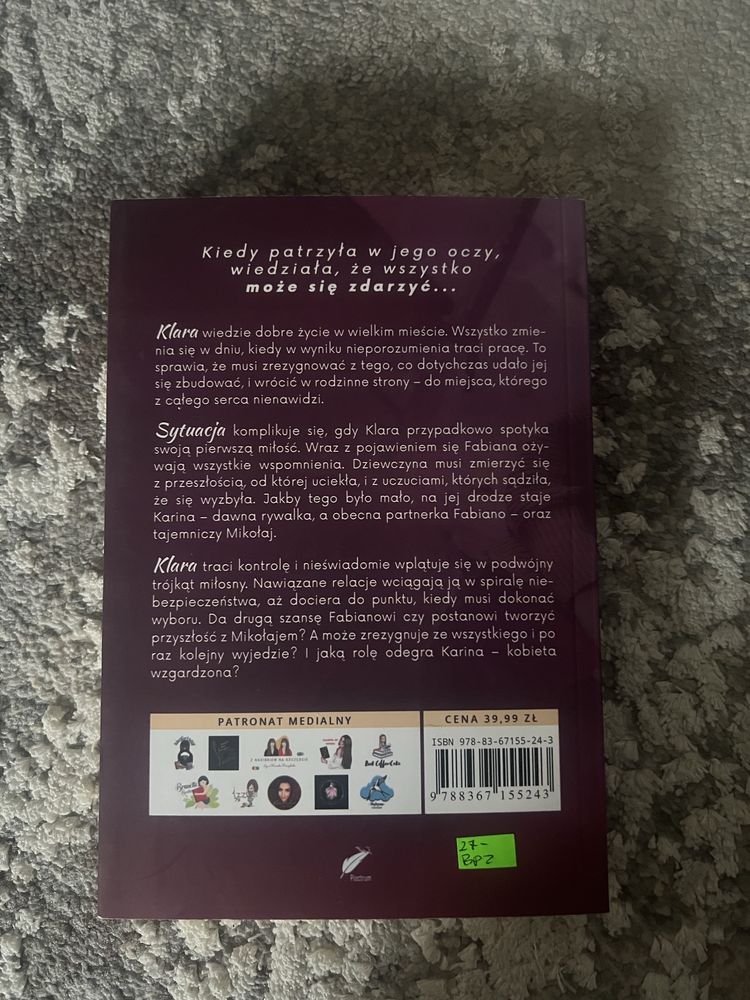 Kiedy patrzyła w jego oczy,
wiedziała, że wszystko
może się zdarzyć...
Klara wiedzie dobre życie w wielkim mieście. Wszystko zmie-
nia się w dniu, kiedy w wyniku nieporozumienia traci pracę. To
sprawia, że musi zrezygnować z tego, co dotychczas udało jej
się zbudować, i wrócić w rodzinne strony – do miejsca, którego
z całego serca nienawidzi.
Sytuacja komplikuje się, gdy Klara przypadkowo spotyka
swoją pierwszą miłość. Wraz z pojawieniem się Fabiana oży-
wają wszystkie wspomnienia. Dziewczyna musi zmierzyć się
z przeszłością, od której uciekła, i z uczuciami, których sądziła,
że się wyzbyła. Jakby tego było mało, na jej drodze staje
Karina – dawna rywalka, a obecna partnerka Fabiano – oraz
tajemniczy Mikołaj.
Klara traci kontrolę i nieświadomie wplątuje się w podwójny
trójkąt miłosny. Nawiązane relacje wciągają ją w spiralę nie-
bezpieczeństwa, aż dociera do punktu, kiedy musi dokonać
wyboru. Da drugą szansę Fabianowi czy postanowi tworzyć
przyszłość z Mikołajem? A może zrezygnuje ze wszystkiego i po
raz kolejny wyjedzie? I jaką rolę odegra Karina – kobieta
wzgardzona?
PATRONAT MEDIALNY
CENA 39,99 ZŁ
ISBN 978-83-67155-24-3
9 788367 155243
27-
BPZ